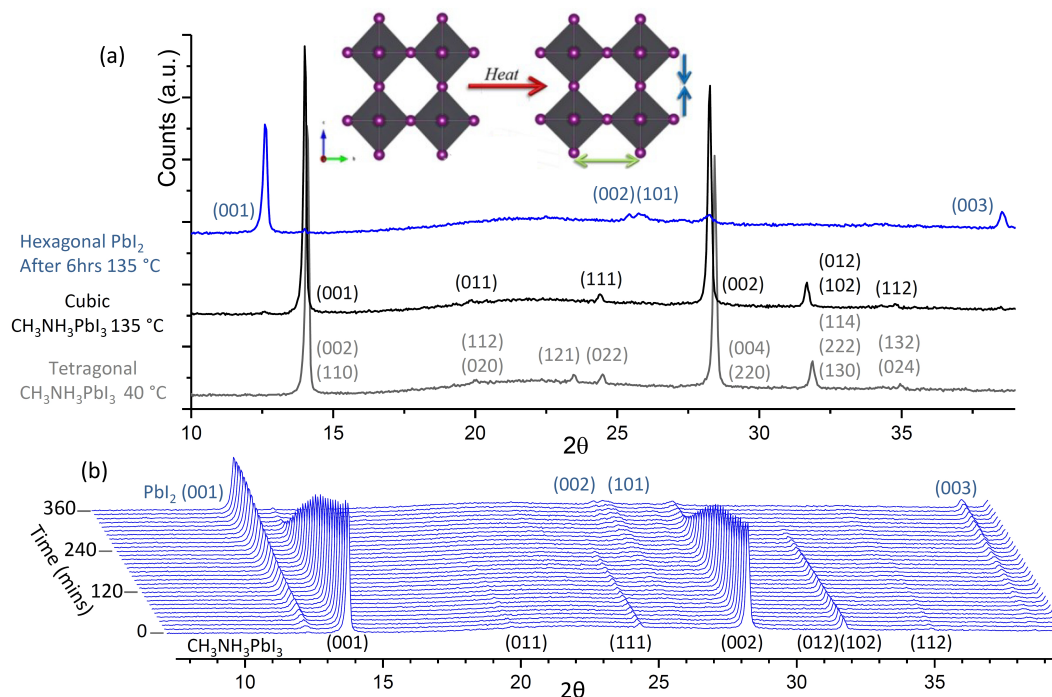 (a)
Counts (a.u.)
Heat
(001)
(002)(101)
(003)
Hexagonal PbI2
After 6hrs 135 °C
(001)
(011)
(111)
(002)
(012)
(102)
(112)
Cubic
CH3NH3PbI3 135 °C
(002)
(110)
(112)
(020)
(121)
(022)
(004)
(220)
(114)
(222)
(130)
(132)
(024)
Tetragonal
CH3NH3PbI3 40 °C
10 15 20 25 30 35
2θ
(b)
PbI2 (001)
(002) (101)
(003)
360
240
120
0
Time (mins)
CH3NH3PbI3 (001) (011) (111) (002) (012)(102) (112)
10 15 20 25 30 35
2θ